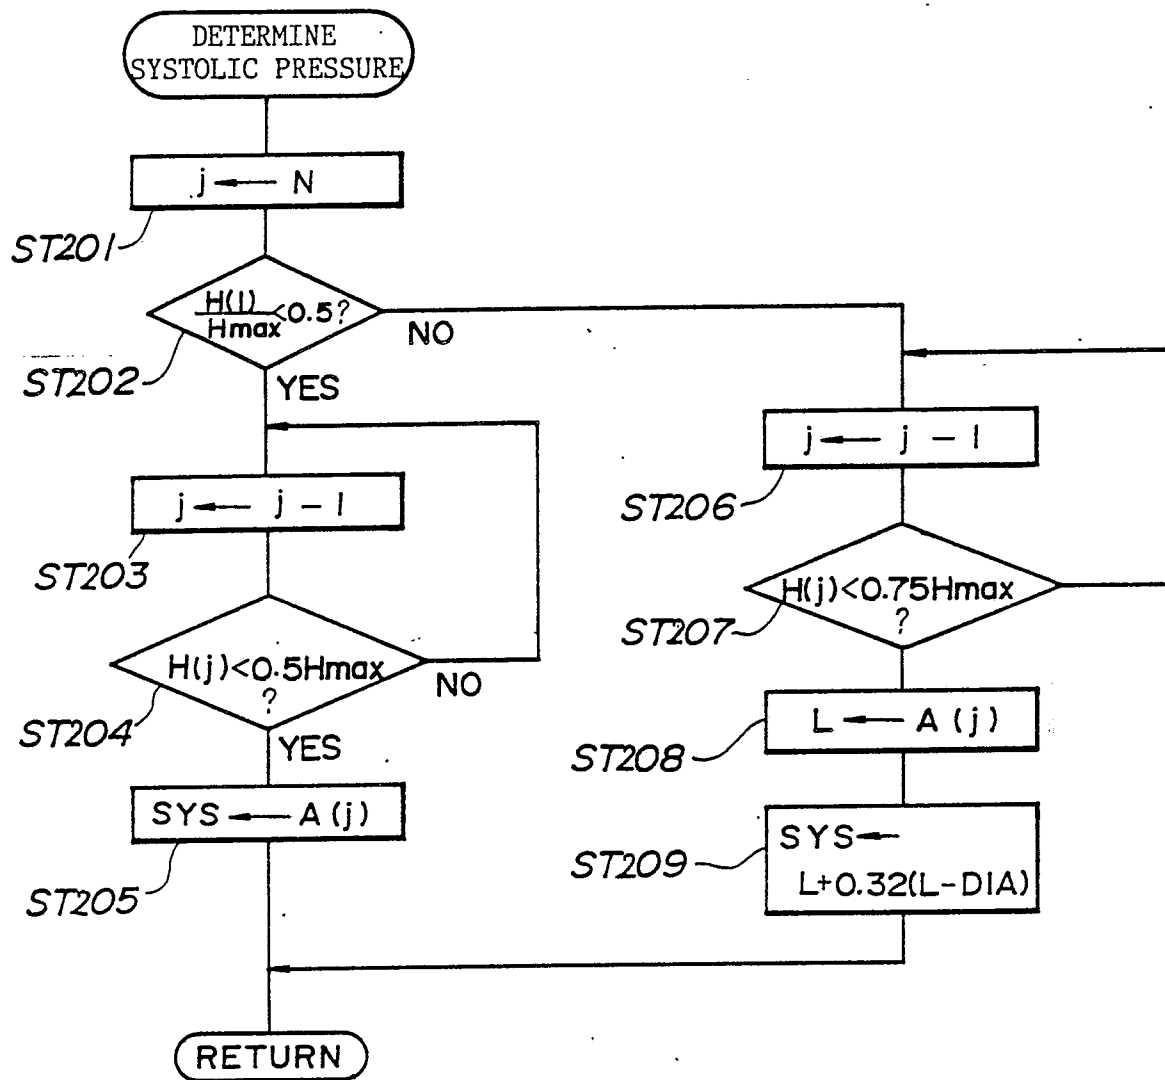 DETERMINE
SYSTOLIC PRESSURE
j ← N
ST201
H(1)
Hmax <0.5?
NO
ST202
YES
j ← j - 1
ST203
H(j)<0.5Hmax
?
NO
ST204
YES
SYS ← A(j)
ST205
j ← j - 1
ST206
H(j)<0.75Hmax
?
ST207
L ← A(j)
ST208
SYS ←
L+0.32(L-DIA)
ST209
RETURN